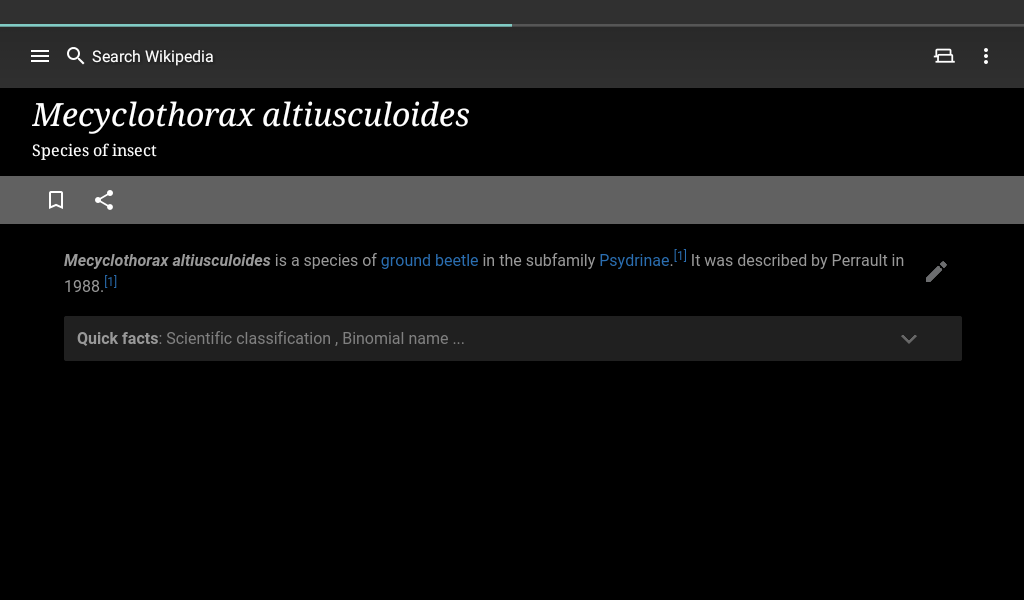 Search Wikipedia
Mecyclothorax altiusculoides
Species of insect
Mecyclothorax altiusculoides is a species of ground beetle in the subfamily Psydrinae.[1] It was described by Perrault in
1988.[1]
Quick facts: Scientific classification , Binomial name ...